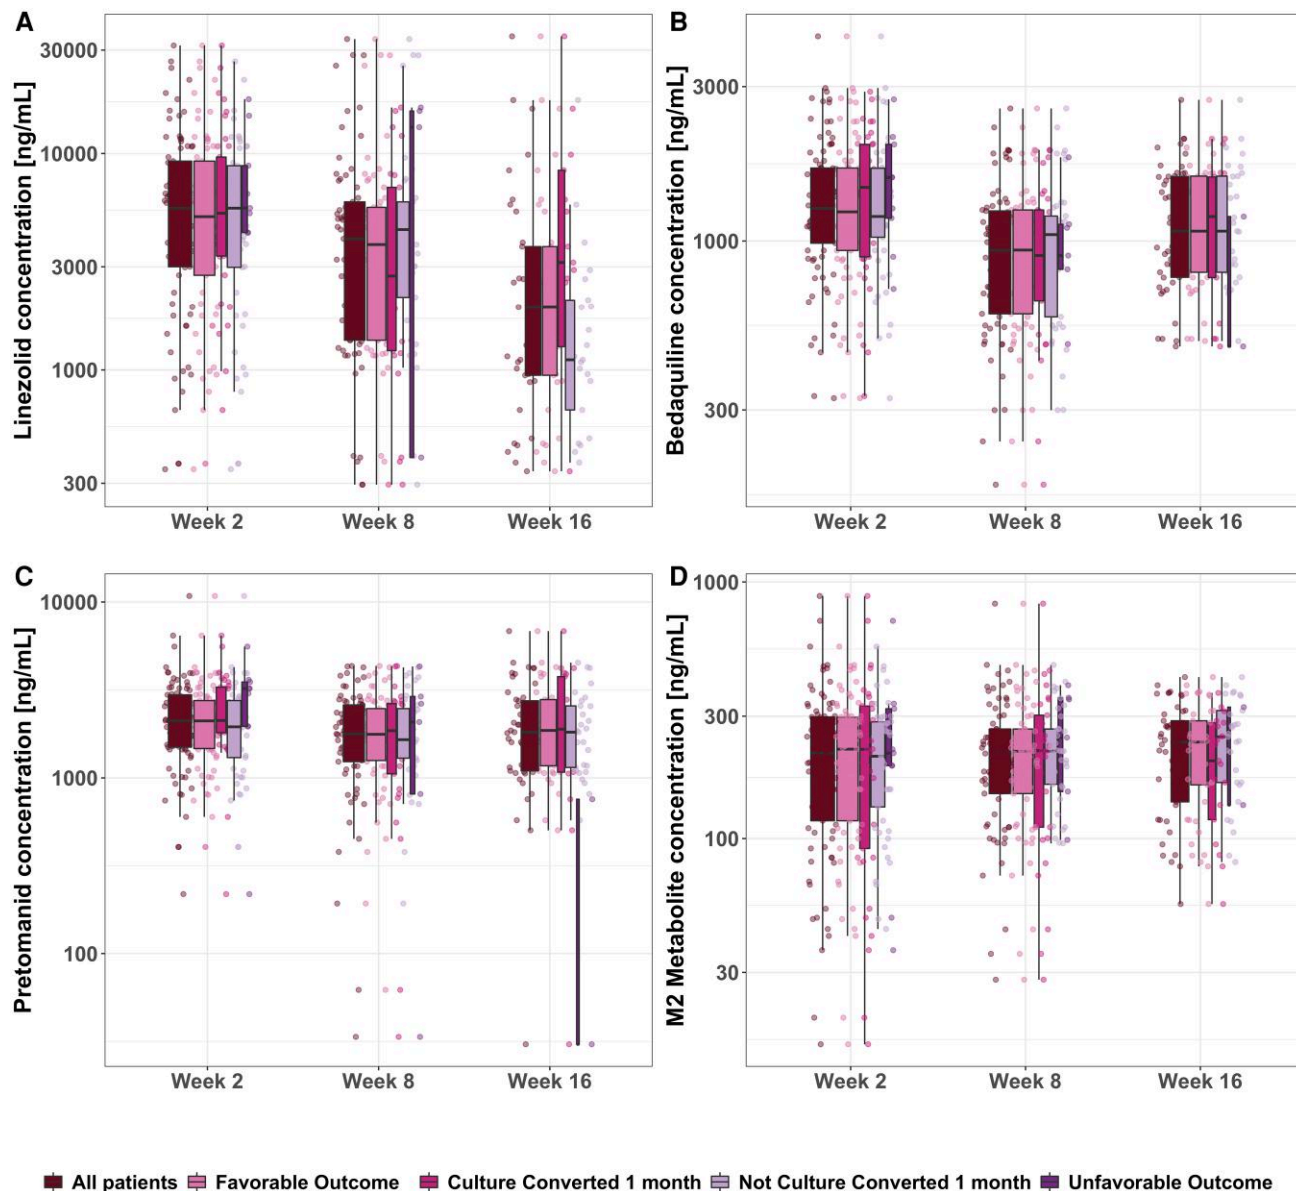 A
Linezolid concentration [ng/mL]
30000
10000
3000
1000
300
Week 2
Week 8
Week 16
B
Bedaquiline concentration [ng/mL]
3000
1000
300
Week 2
Week 8
Week 16
C
Pretomanid concentration [ng/mL]
10000
1000
100
Week 2
Week 8
Week 16
D
M2 Metabolite concentration [ng/mL]
1000
300
100
30
Week 2
Week 8
Week 16
All patients
Favorable Outcome
Culture Converted 1 month
Not Culture Converted 1 month
Unfavorable Outcome